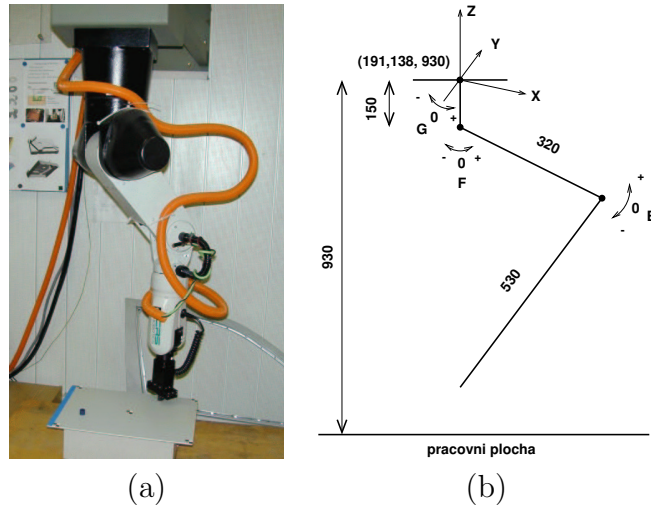 Z
Y
(191,138, 930)
X
150
- 0 +
G
- 0 +
F
320
+
0
E
-
930
530
pracovni plocha
(a)
(b)